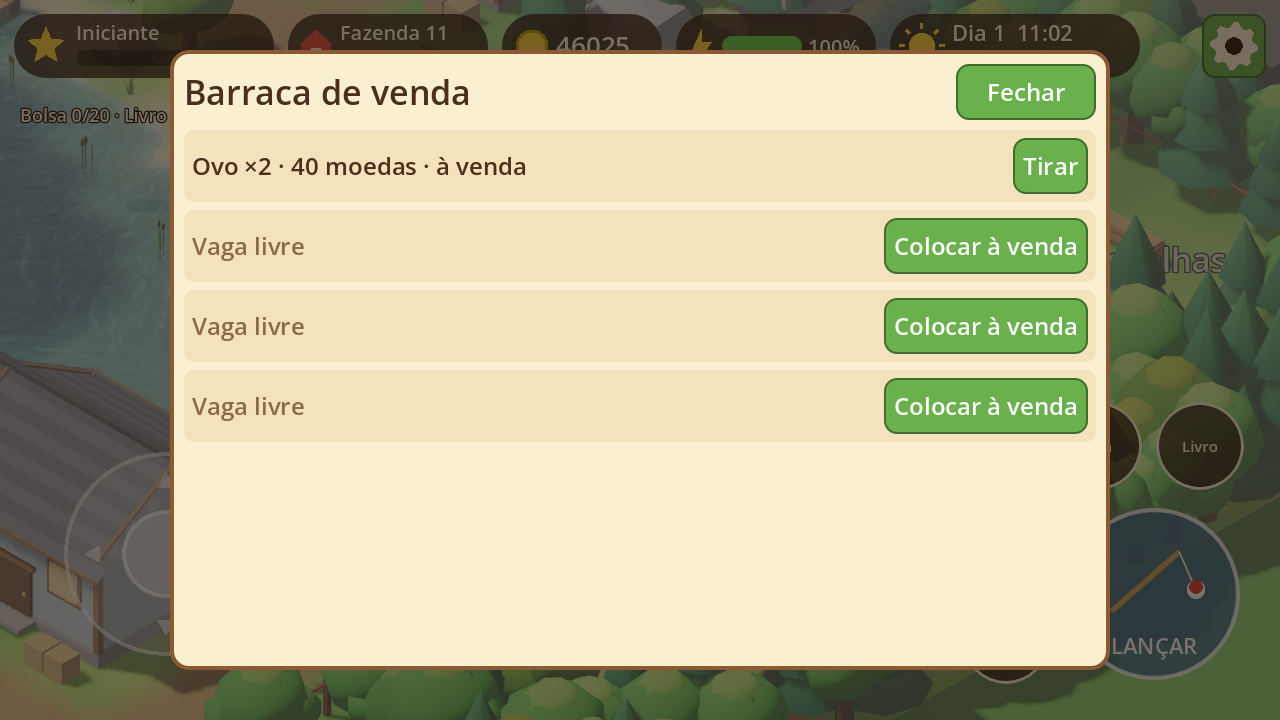 Iniciante
Fazenda 11
46025
100%
Dia 1 11:02
Bolsa 0/20 · Livro
Barraca de venda
Fechar
Ovo ×2 · 40 moedas · à venda
Tirar
Vaga livre
Colocar à venda
Vaga livre
Colocar à venda
Vaga livre
Colocar à venda
Livro
LANÇAR